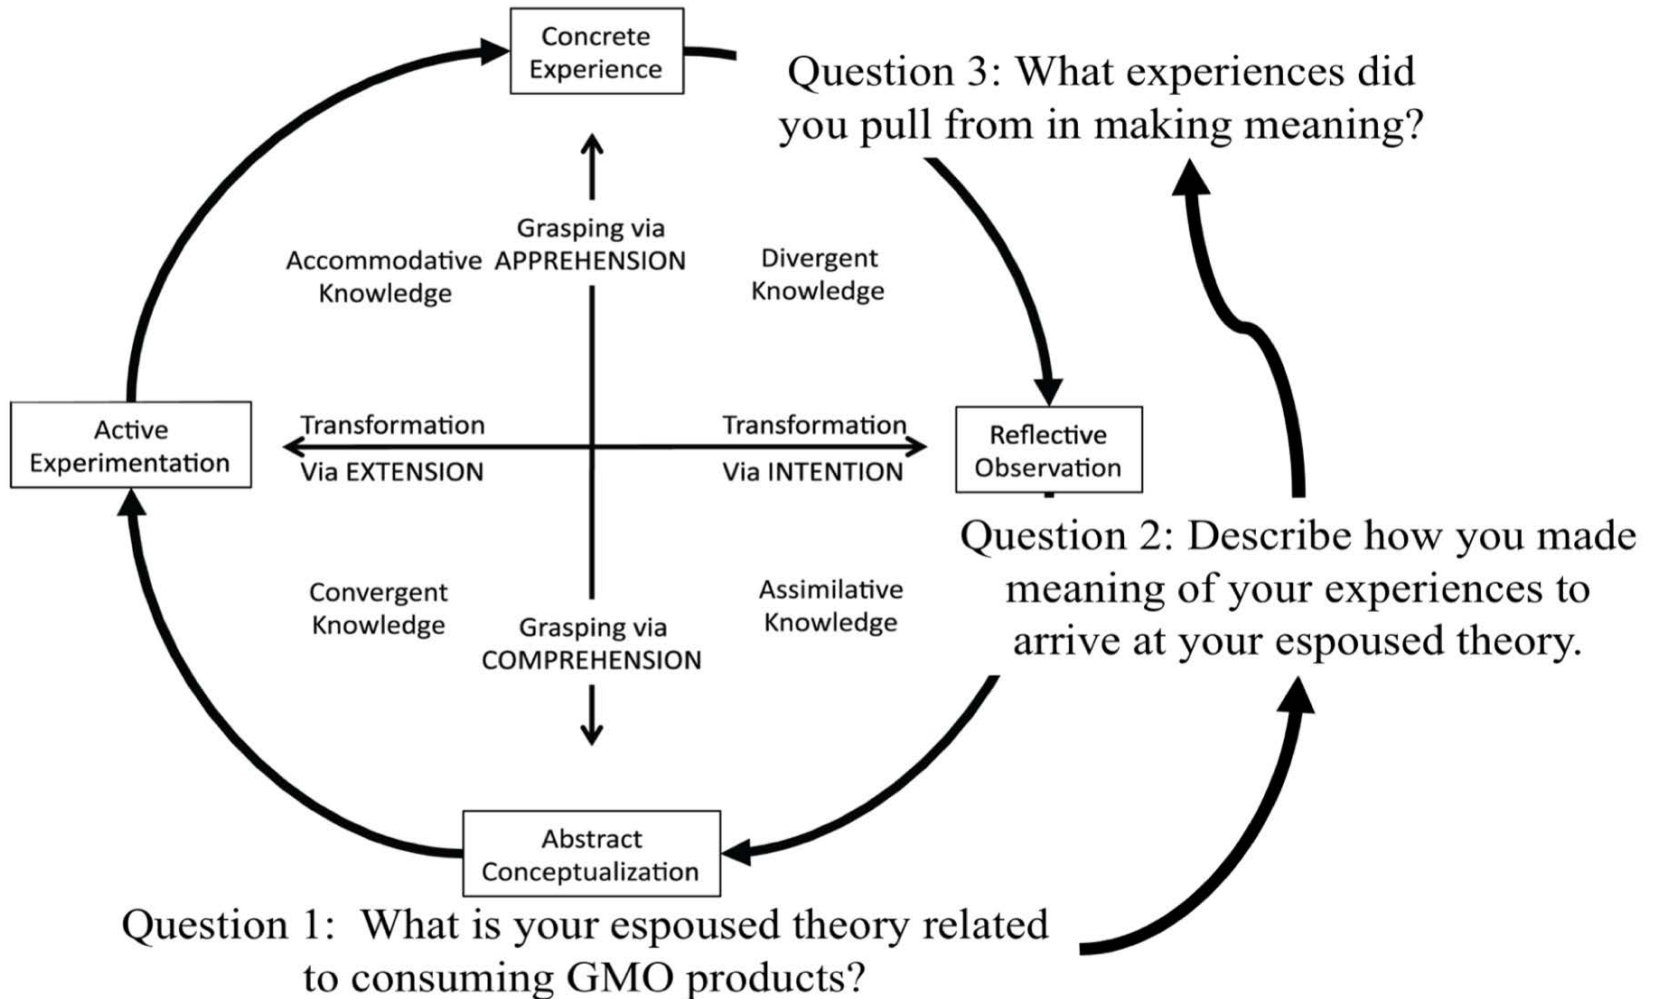 Concrete
Experience
Question 3: What experiences did
you pull from in making meaning?
Grasping via
APPREHENSION
Accommodative
Knowledge
Divergent
Knowledge
Active
Experimentation
Transformation
Via EXTENSION
Transformation
Via INTENTION
Reflective
Observation
Question 2: Describe how you made
meaning of your experiences to
arrive at your espoused theory.
Convergent
Knowledge
Grasping via
COMPREHENSION
Assimilative
Knowledge
Abstract
Conceptualization
Question 1: What is your espoused theory related
to consuming GMO products?